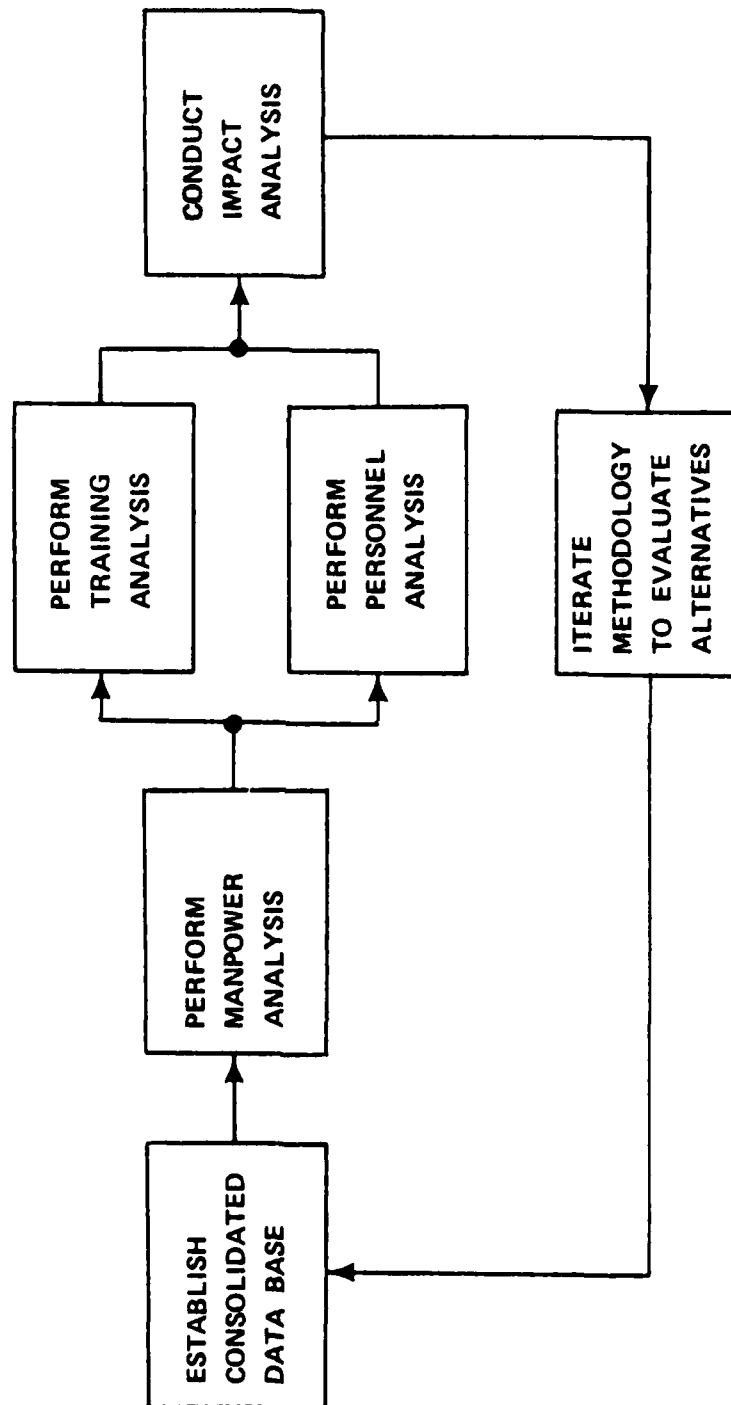 ESTABLISH
CONSOLIDATED
DATA BASE
PERFORM
MANPOWER
ANALYSIS
PERFORM
TRAINING
ANALYSIS
PERFORM
PERSONNEL
ANALYSIS
CONDUCT
IMPACT
ANALYSIS
ITERATE
METHODOLOGY
TO EVALUATE
ALTERNATIVES